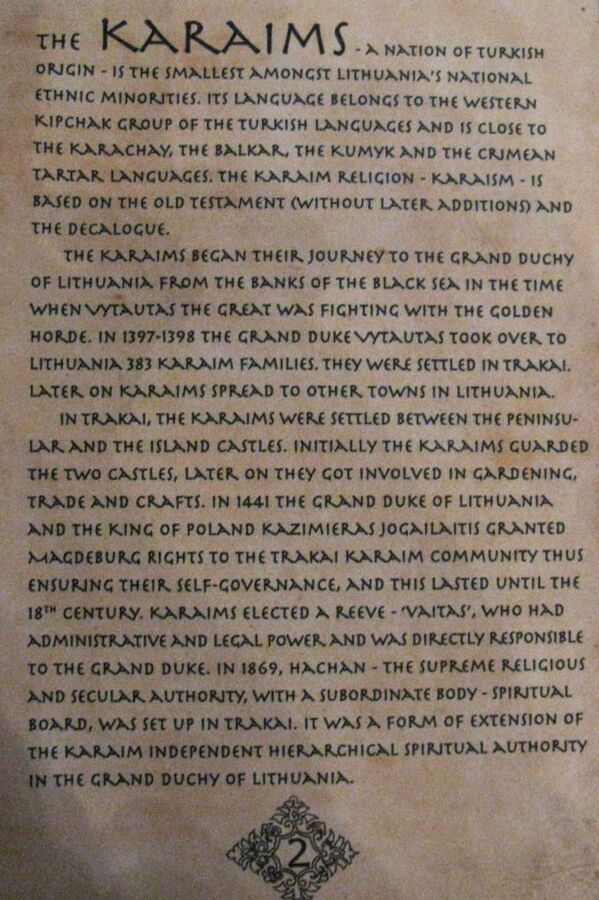 THE KARAIMS - A NATION OF TURKISH
ORIGIN - IS THE SMALLEST AMONGST LITHUANIA'S NATIONAL
ETHNIC MINORITIES. ITS LANGUAGE BELONGS TO THE WESTERN
KIPCHAK GROUP OF THE TURKISH LANGUAGES AND IS CLOSE TO
THE KARACHAY, THE BALKAR, THE KUMYK AND THE CRIMEAN
TARTAR LANGUAGES. THE KARAIM RELIGION - KARAISM - IS
BASED ON THE OLD TESTAMENT (WITHOUT LATER ADDITIONS) AND
THE DECALOGUE.
THE KARAIMS BEGAN THEIR JOURNEY TO THE GRAND DUCHY
OF LITHUANIA FROM THE BANKS OF THE BLACK SEA IN THE TIME
WHEN VYTAUTAS THE GREAT WAS FIGHTING WITH THE GOLDEN
HORDE. IN 1397-1398 THE GRAND DUKE VYTAUTAS TOOK OVER TO
LITHUANIA 383 KARAIM FAMILIES. THEY WERE SETTLED IN TRAKAI.
LATER ON KARAIMS SPREAD TO OTHER TOWNS IN LITHUANIA.
IN TRAKAI, THE KARAIMS WERE SETTLED BETWEEN THE PENINSU-
LAR AND THE ISLAND CASTLES. INITIALLY THE KARAIMS GUARDED
THE TWO CASTLES, LATER ON THEY GOT INVOLVED IN GARDENING,
TRADE AND CRAFTS. IN 1441 THE GRAND DUKE OF LITHUANIA
AND THE KING OF POLAND KAZIMIERAS JOGAILAITIS GRANTED
MAGDEBURG RIGHTS TO THE TRAKAI KARAIM COMMUNITY THUS
ENSURING THEIR SELF-GOVERNANCE, AND THIS LASTED UNTIL THE
18TH CENTURY. KARAIMS ELECTED A REEVE - 'VAITAS', WHO HAD
ADMINISTRATIVE AND LEGAL POWER AND WAS DIRECTLY RESPONSIBLE
TO THE GRAND DUKE. IN 1869, HACHAN - THE SUPREME RELIGIOUS
AND SECULAR AUTHORITY, WITH A SUBORDINATE BODY - SPIRITUAL
BOARD, WAS SET UP IN TRAKAI. IT WAS A FORM OF EXTENSION OF
THE KARAIM INDEPENDENT HIERARCHICAL SPIRITUAL AUTHORITY
IN THE GRAND DUCHY OF LITHUANIA.
2